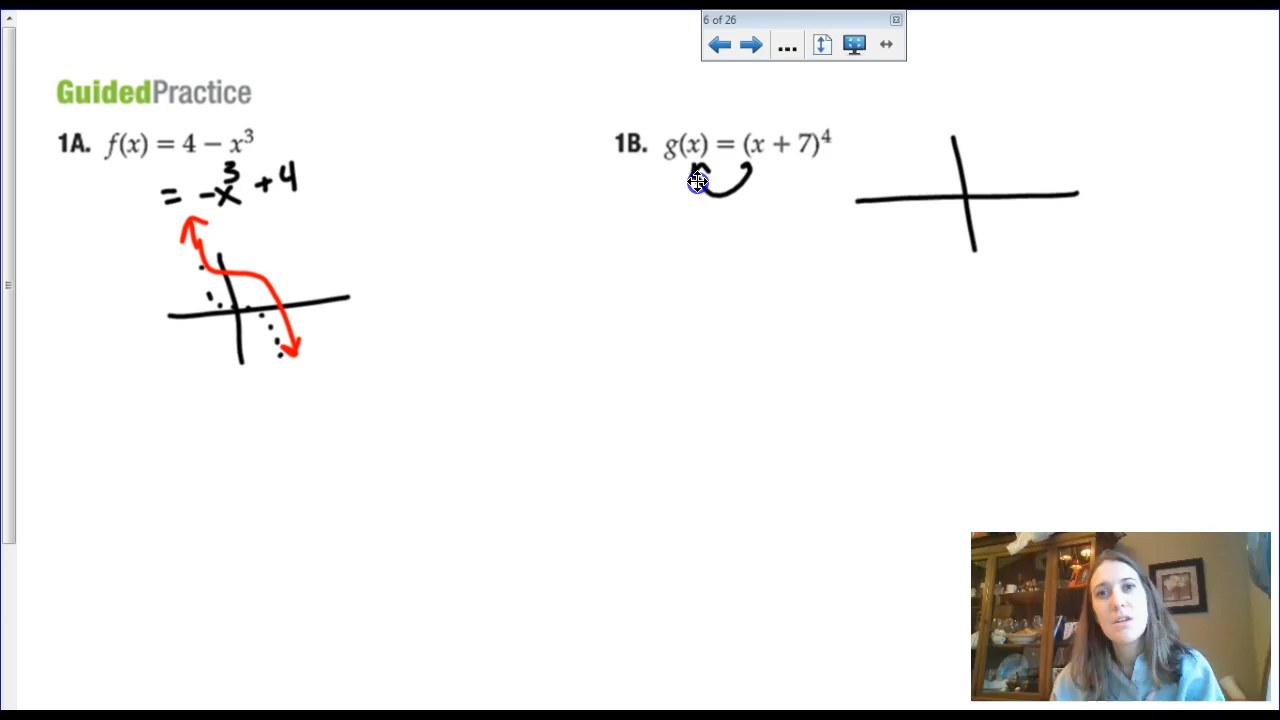 6 of 26
GuidedPractice
1A. f(x) = 4 − x³
= -x³ + 4
1B. g(x) = (x + 7)⁴